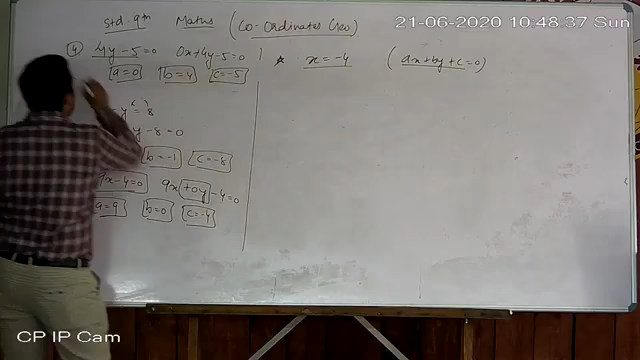 Std. 9th Maths (Co-Ordinates Geo)
21-06-2020 10:48:37 Sun
(4) 4y-5=0 0x+4y-5=0
a=0 b=4 c=-5
* x=-4 (ax+by+c=0)
y = 8
y-8=0
b=-1 c=-8
9x-4=0 9x+0y-4=0
a=9 b=0 c=-4
CP IP Cam